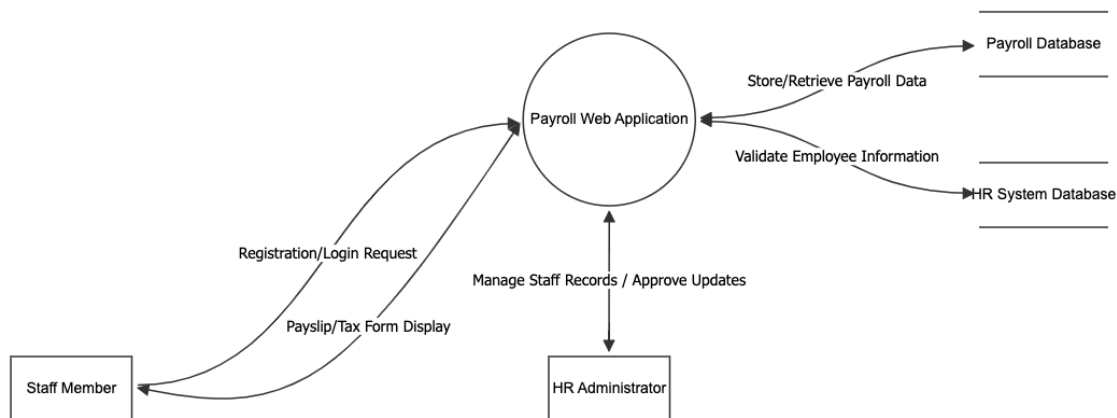 Payroll Database
Store/Retrieve Payroll Data
Payroll Web Application
Validate Employee Information
HR System Database
Registration/Login Request
Manage Staff Records / Approve Updates
Payslip/Tax Form Display
Staff Member
HR Administrator